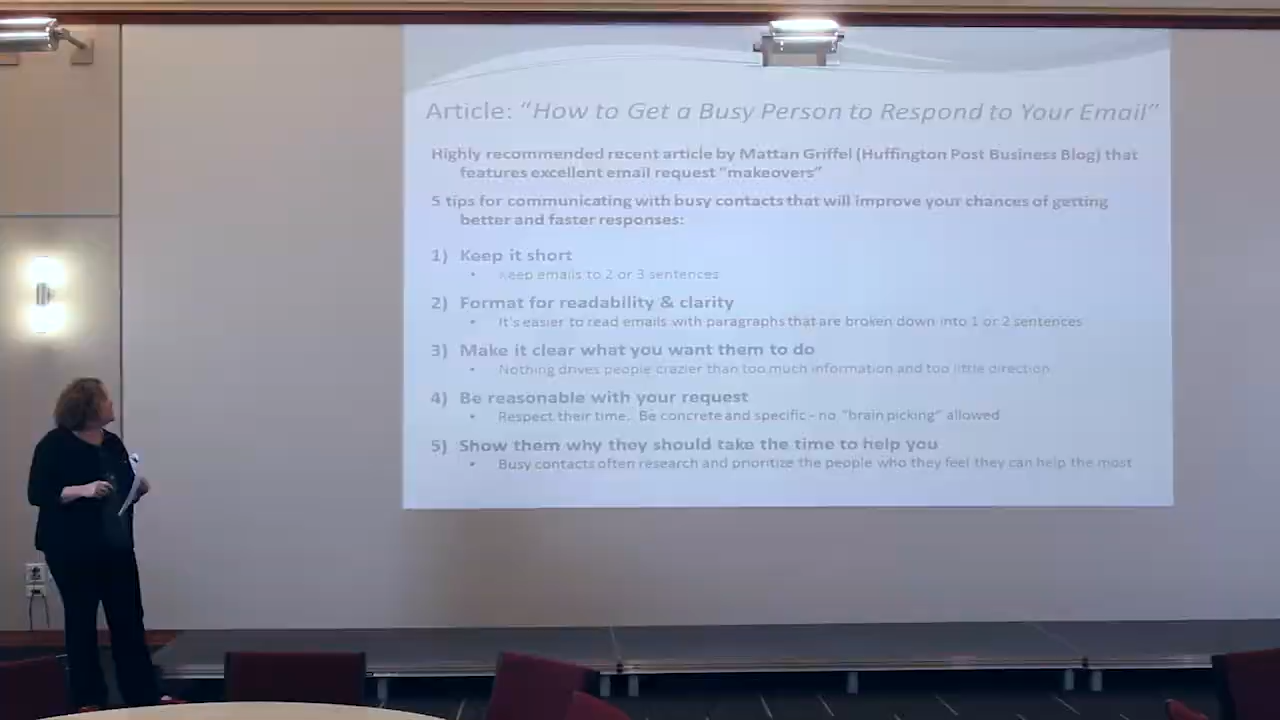 Article: “How to Get a Busy Person to Respond to Your Email”
Highly recommended recent article by Mattan Griffel (Huffington Post Business Blog) that
features excellent email request “makeovers”
5 tips for communicating with busy contacts that will improve your chances of getting
better and faster responses:
1) Keep it short
• Keep emails to 2 or 3 sentences
2) Format for readability & clarity
• It's easier to read emails with paragraphs that are broken down into 1 or 2 sentences
3) Make it clear what you want them to do
• Nothing drives people crazier than too much information and too little direction
4) Be reasonable with your request
• Respect their time. Be concrete and specific - no “brain picking” allowed
5) Show them why they should take the time to help you
• Busy contacts often research and prioritize the people who they feel they can help the most